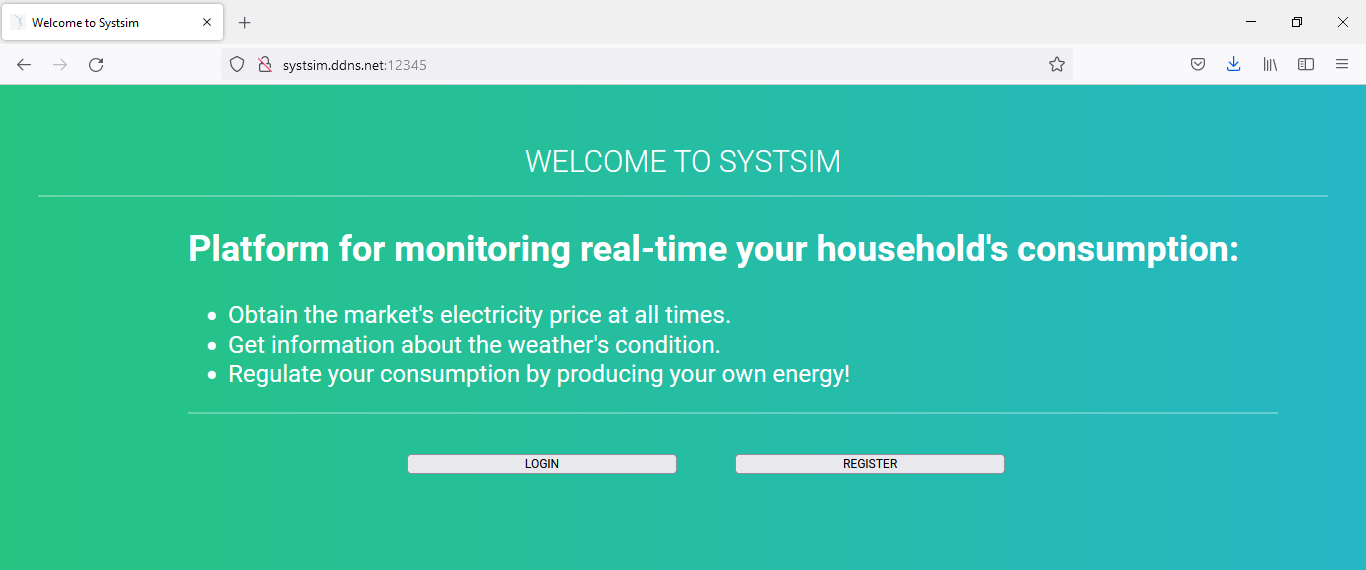 Welcome to Systsim
systsim.ddns.net:12345
WELCOME TO SYSTSIM
Platform for monitoring real-time your household's consumption:
Obtain the market's electricity price at all times.
Get information about the weather's condition.
Regulate your consumption by producing your own energy!
LOGIN
REGISTER